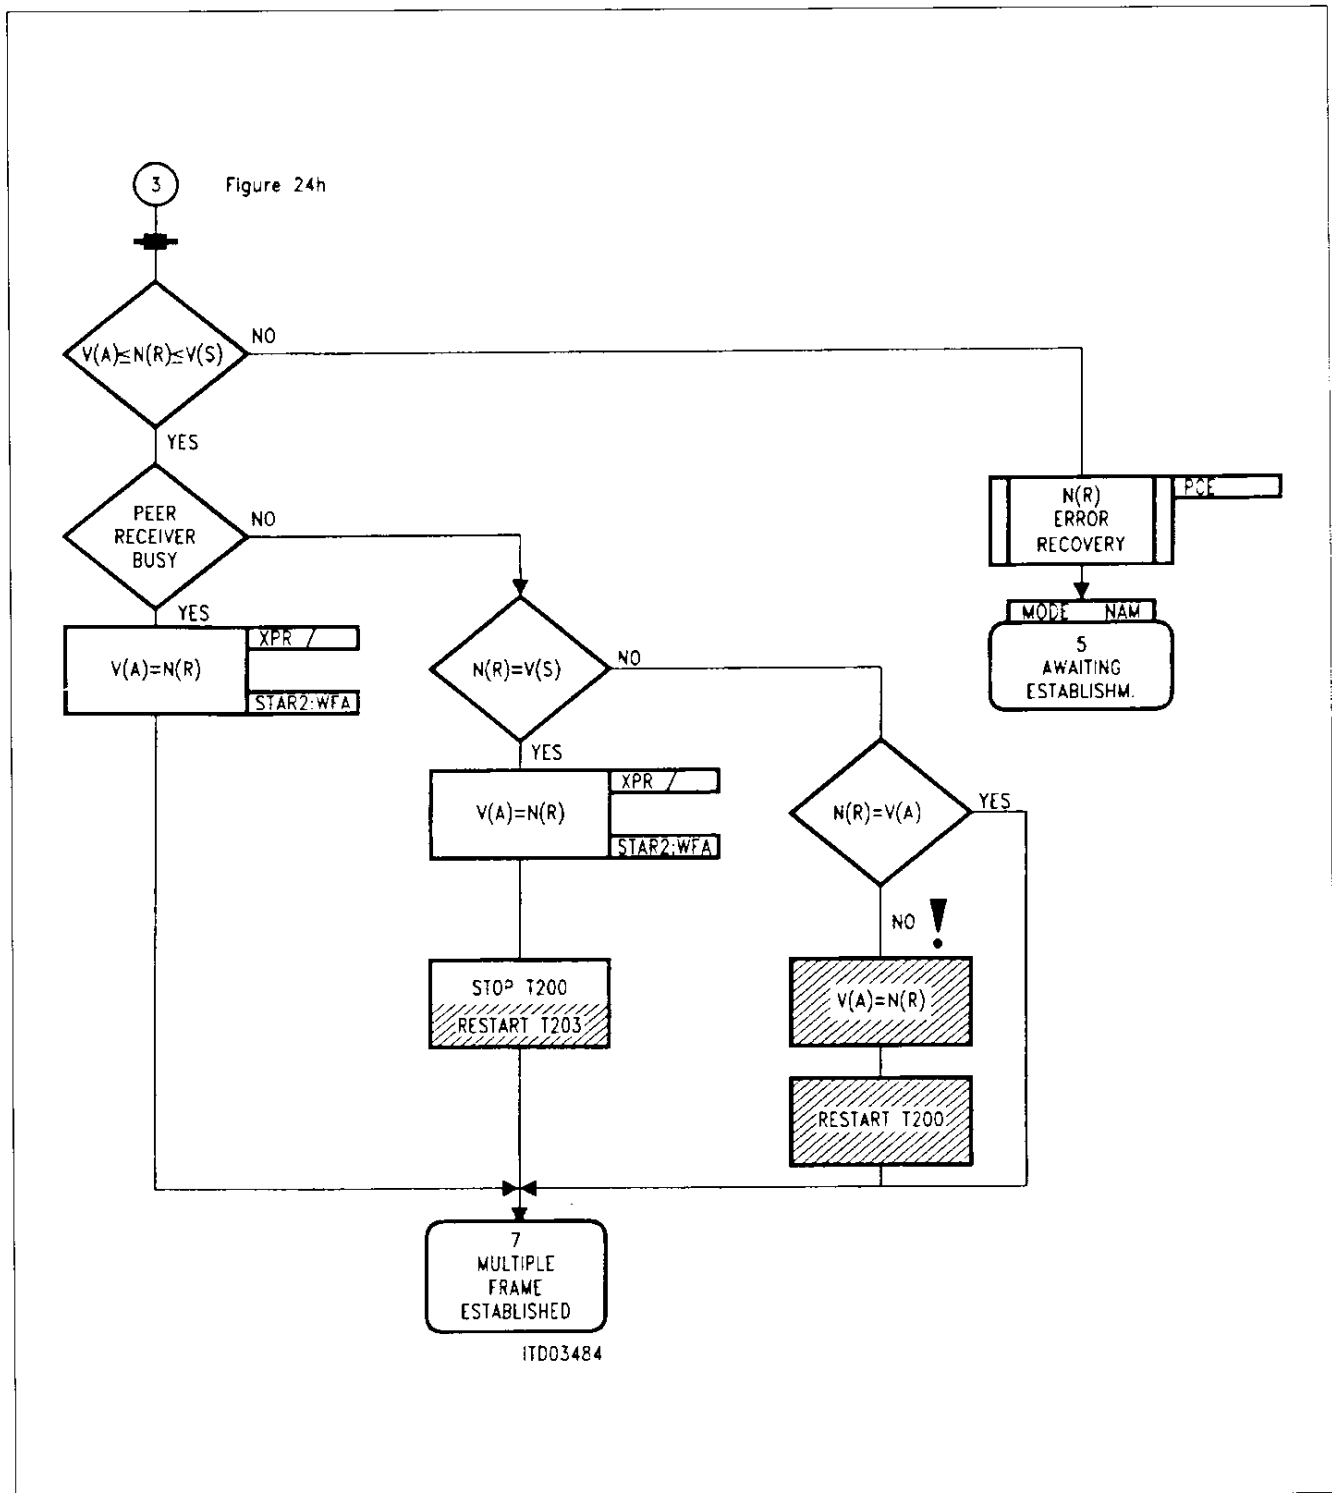 3
Figure 24h
V(A)≤N(R)≤V(S)
NO
YES
PEER
RECEIVER
BUSY
NO
YES
N(R)
ERROR
RECOVERY
PCE
MODE NAM
5
AWAITING
ESTABLISHM.
V(A)=N(R)
XPR /
STAR2:WFA
N(R)=V(S)
NO
YES
V(A)=N(R)
XPR /
STAR2:WFA
N(R)=V(A)
YES
NO !
STOP T200
RESTART T203
V(A)=N(R)
RESTART T200
7
MULTIPLE
FRAME
ESTABLISHED
ITD03484